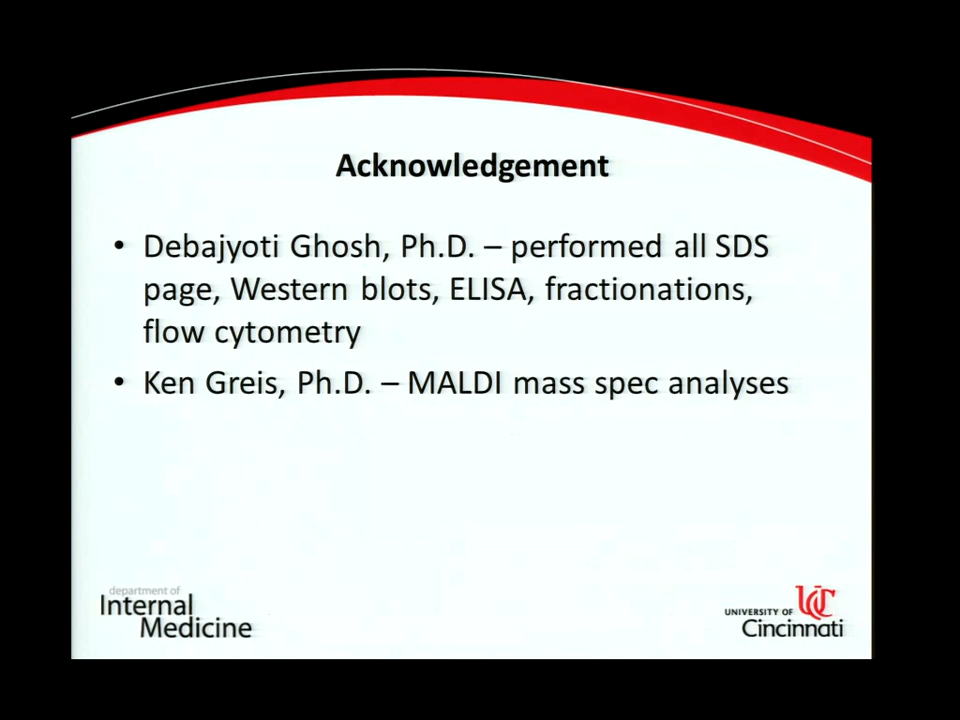 Acknowledgement
• Debajyoti Ghosh, Ph.D. – performed all SDS
page, Western blots, ELISA, fractionations,
flow cytometry
• Ken Greis, Ph.D. – MALDI mass spec analyses
department of
Internal
Medicine
UC
UNIVERSITY OF
Cincinnati